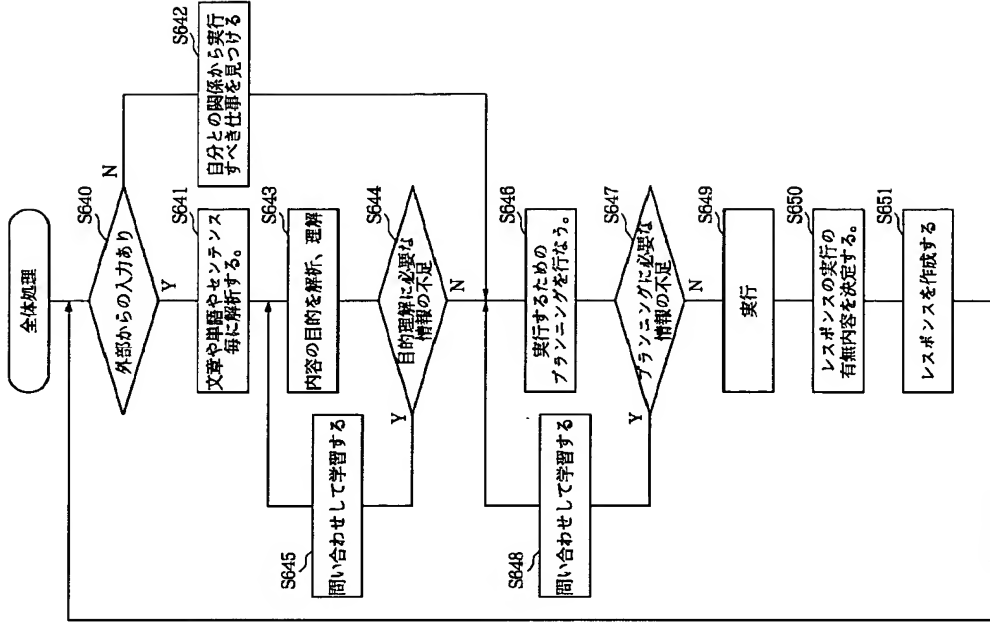 全体処理
S640
外部からの入力あり
N
Y
S641
文章や単語やセンテンス
毎に解析する。
S642
自分との関係から実行
すべき仕事を見つける
S643
内容の目的を解析、理解
S644
目的理解に必要な
情報の不足
Y
N
S645
問い合わせして学習する
S646
実行するための
プランニングを行なう。
S647
プランニングに必要な
情報の不足
Y
N
S648
問い合わせして学習する
S649
実行
S650
レスポンスの実行の
有無内容を決定する。
S651
レスポンスを作成する